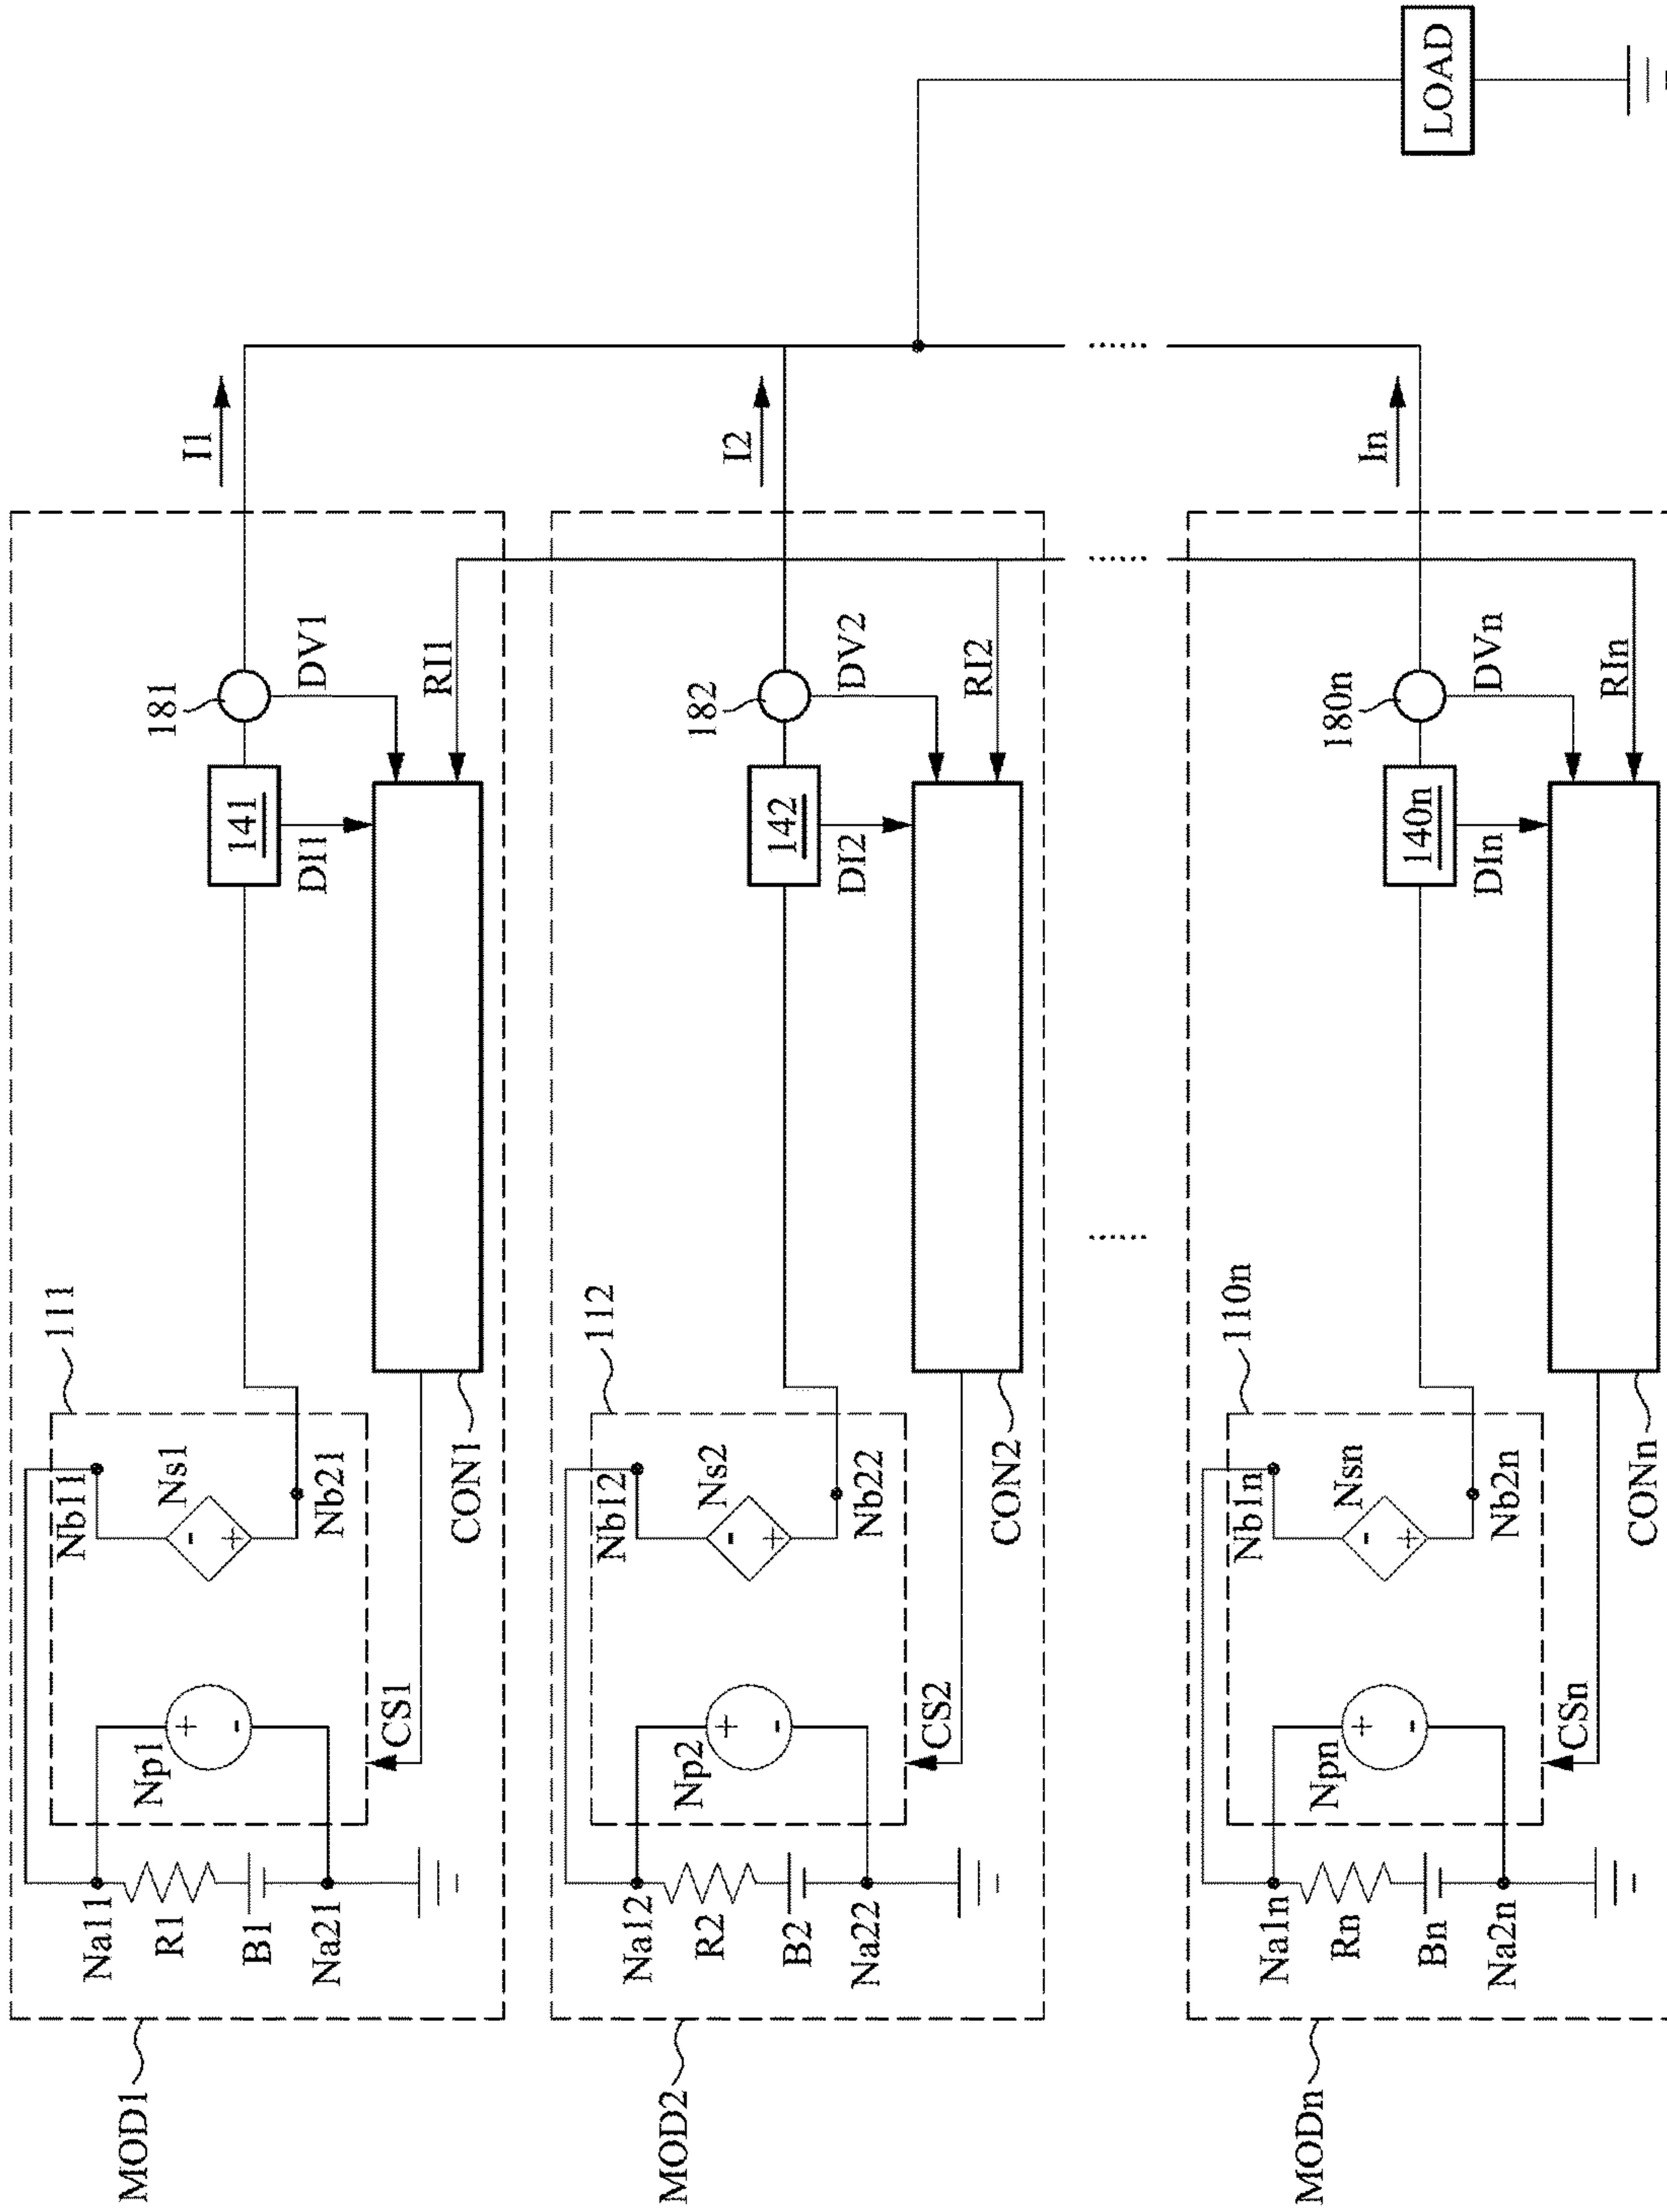 MOD1
Na11
R1
B1
Na21
Np1
+
-
Nb11
Ns1
-
+
Nb21
111
CS1
CON1
141
DI1
181
DV1
RI1
I1
MOD2
Na12
R2
B2
Na22
Np2
+
-
Nb12
Ns2
-
+
Nb22
112
CS2
CON2
142
DI2
182
DV2
RI2
I2
......
......
......
MODn
Na1n
Rn
Bn
Na2n
Npn
+
-
Nb1n
Nsn
-
+
Nb2n
110n
CSn
CONn
140n
DIn
180n
DVn
RIn
In
LOAD